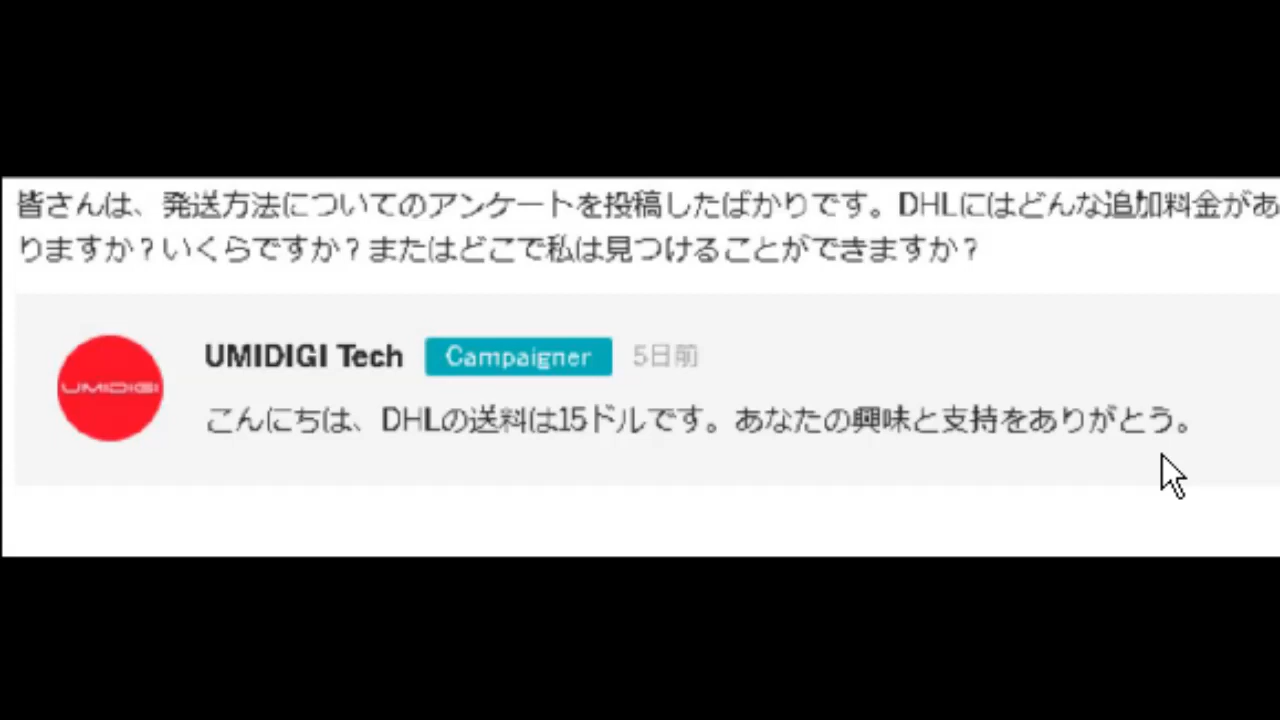 皆さんは、発送方法についてのアンケートを投稿したばかりです。DHLにはどんな追加料金があ
りますか？いくらですか？またはどこで私は見つけることができますか？
UMIDIGI Tech Campaigner 5日前
UMIDIGI
こんにちは、DHLの送料は15ドルです。あなたの興味と支持をありがとう。